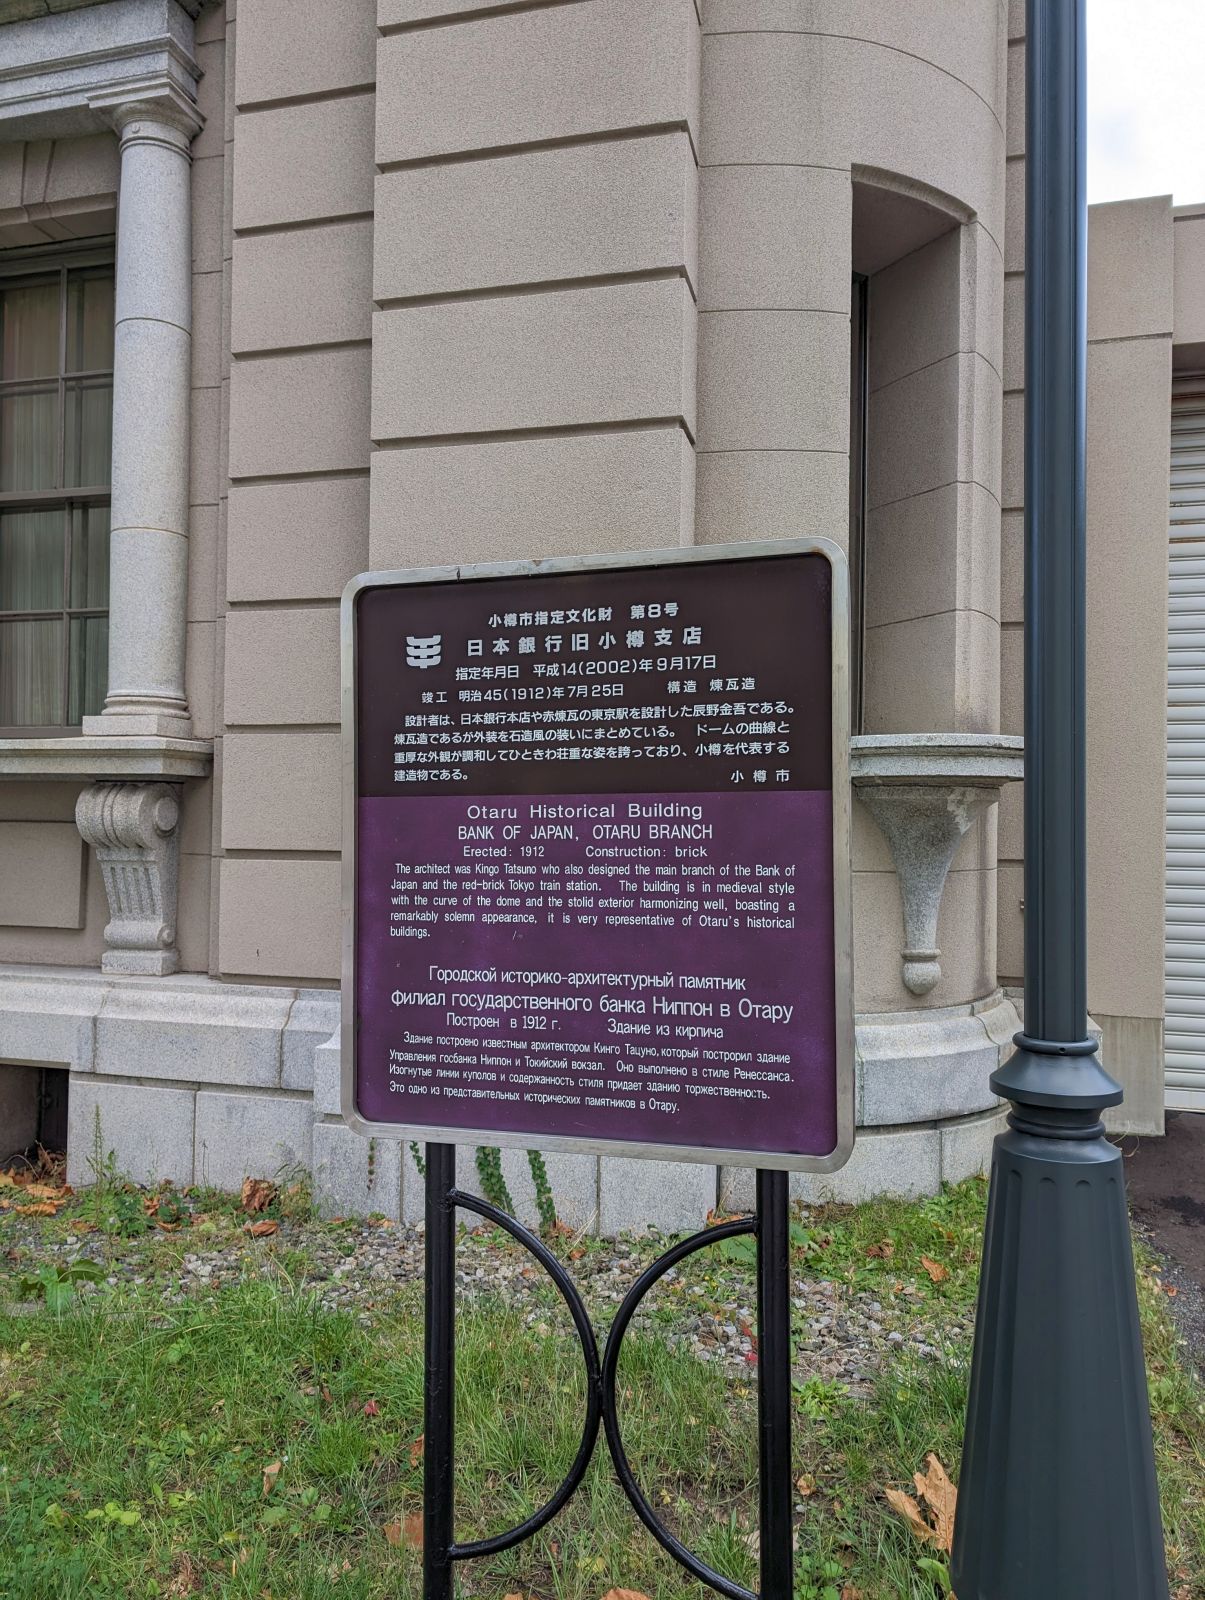 小樽市指定文化財 第8号
日本銀行旧小樽支店
指定年月日 平成14(2002)年9月17日
竣工 明治45(1912)年7月25日 構造 煉瓦造
設計者は、日本銀行本店や赤煉瓦の東京駅を設計した辰野金吾である。
煉瓦造であるが外装を石造風の装いにまとめている。 ドームの曲線と
重厚な外観が調和してひときわ荘重な姿を誇っており、小樽を代表する
建造物である。 小樽市
Otaru Historical Building
BANK OF JAPAN, OTARU BRANCH
Erected: 1912 Construction: brick
The architect was Kingo Tatsuno who also designed the main branch of the Bank of
Japan and the red-brick Tokyo train station. The building is in medieval style
with the curve of the dome and the stolid exterior harmonizing well, boasting a
remarkably solemn appearance, it is very representative of Otaru's historical
buildings.
Городской историко-архитектурный памятник
филиал государственного банка Ниппон в Отару
Построен в 1912 г. Здание из кирпича
Здание построено известным архитектором Кинго Тацуно, который построил здание
Управления госбанка Ниппон и Токийский вокзал. Оно выполнено в стиле Ренессанса.
Изогнутые линии куполов и содержанность стиля придает зданию торжественность.
Это одно из представительных исторических памятников в Отару.